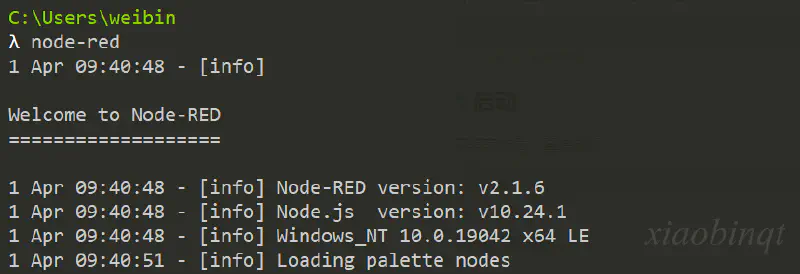 C:\Users\weibin
λ node-red
1 Apr 09:40:48 - [info]
Welcome to Node-RED
===================
1 Apr 09:40:48 - [info] Node-RED version: v2.1.6
1 Apr 09:40:48 - [info] Node.js  version: v10.24.1
1 Apr 09:40:48 - [info] Windows_NT 10.0.19042 x64 LE
1 Apr 09:40:51 - [info] Loading palette nodes
xiaobinqt